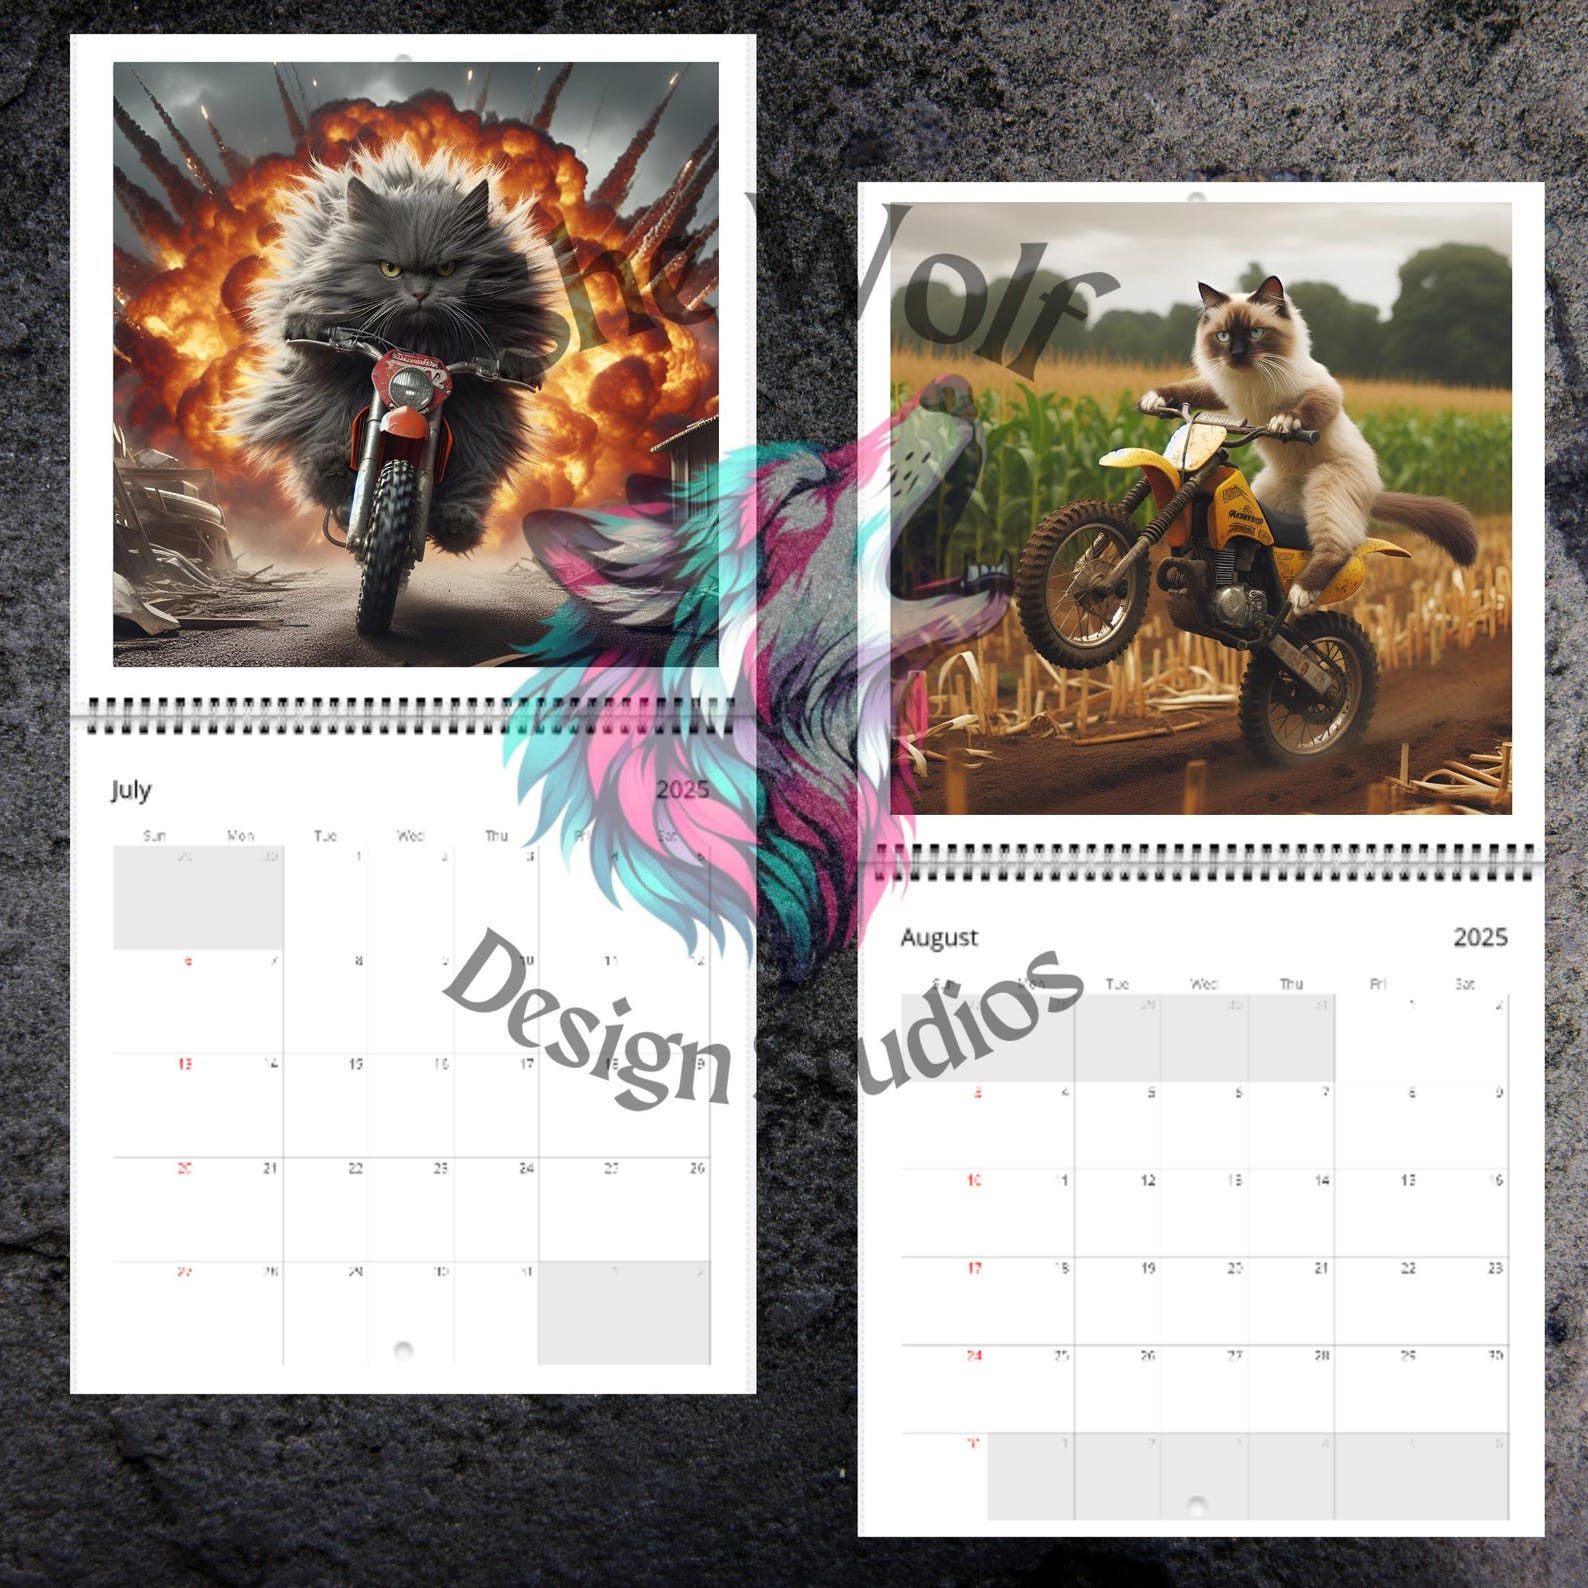 She Wolf
Design Studios
July 2025
Sun Mon Tue Wed Thu Fri Sat
29 30 1 2 3 4 5
6 7 8 9 10 11 12
13 14 15 16 17 18 19
20 21 22 23 24 25 26
27 28 29 30 31 1 2
August 2025
Sun Mon Tue Wed Thu Fri Sat
29 30 31 1 2
3 4 5 6 7 8 9
10 11 12 13 14 15 16
17 18 19 20 21 22 23
24 25 26 27 28 29 30
31 1 2 3 4 5 6